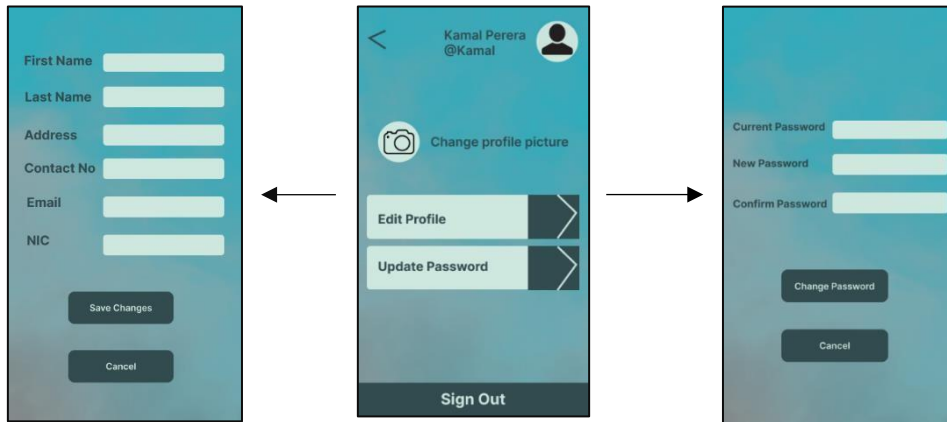 First Name
Last Name
Address
Contact No
Email
NIC
Save Changes
Cancel
Kamal Perera
@Kamal
Change profile picture
Edit Profile
Update Password
Sign Out
Current Password
New Password
Confirm Password
Change Password
Cancel